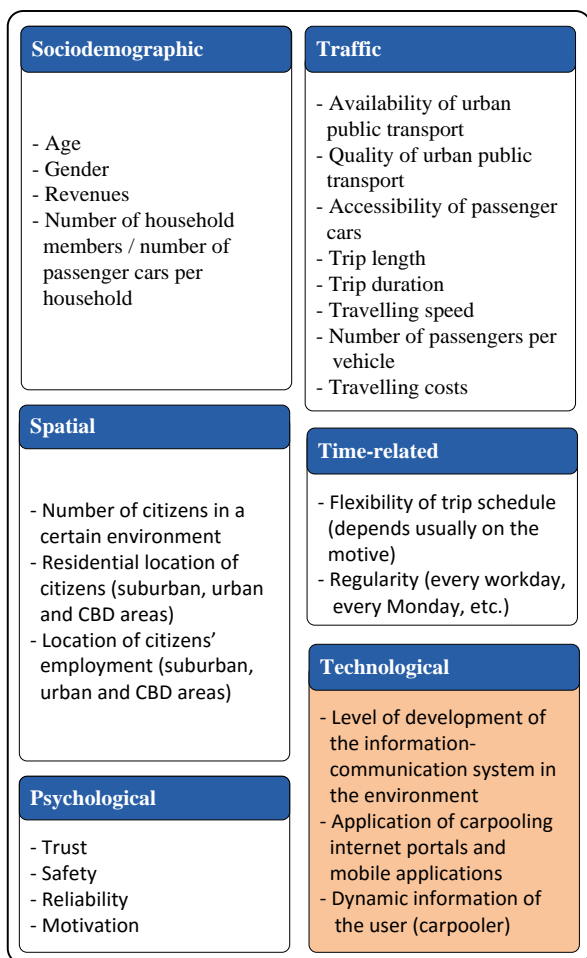 Sociodemographic
- Age
- Gender
- Revenues
- Number of household
members / number of
passenger cars per
household
Traffic
- Availability of urban
public transport
- Quality of urban public
transport
- Accessibility of passenger
cars
- Trip length
- Trip duration
- Travelling speed
- Number of passengers per
vehicle
- Travelling costs
Spatial
- Number of citizens in a
certain environment
- Residential location of
citizens (suburban, urban
and CBD areas)
- Location of citizens’
employment (suburban,
urban and CBD areas)
Time-related
- Flexibility of trip schedule
(depends usually on the
motive)
- Regularity (every workday,
every Monday, etc.)
Psychological
- Trust
- Safety
- Reliability
- Motivation
Technological
- Level of development of
the information-
communication system in
the environment
- Application of carpooling
internet portals and
mobile applications
- Dynamic information of
the user (carpooler)